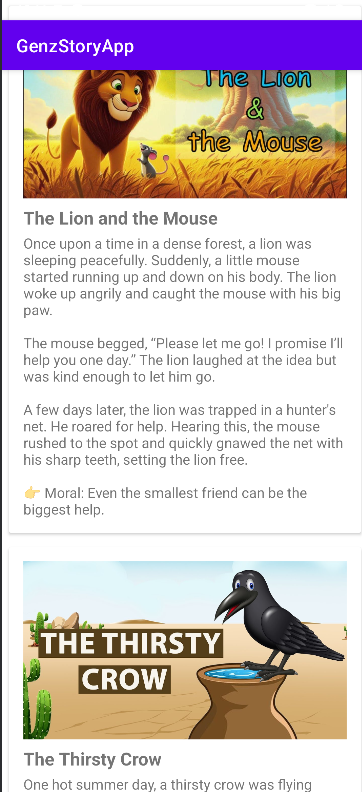 GenzStoryApp
The Lion
&
the Mouse
The Lion and the Mouse
Once upon a time in a dense forest, a lion was
sleeping peacefully. Suddenly, a little mouse
started running up and down on his body. The lion
woke up angrily and caught the mouse with his big
paw.
The mouse begged, “Please let me go! I promise I’ll
help you one day.” The lion laughed at the idea but
was kind enough to let him go.
A few days later, the lion was trapped in a hunter's
net. He roared for help. Hearing this, the mouse
rushed to the spot and quickly gnawed the net with
his sharp teeth, setting the lion free.
👉 Moral: Even the smallest friend can be the
biggest help.
THE THIRSTY
CROW
The Thirsty Crow
One hot summer day, a thirsty crow was flying